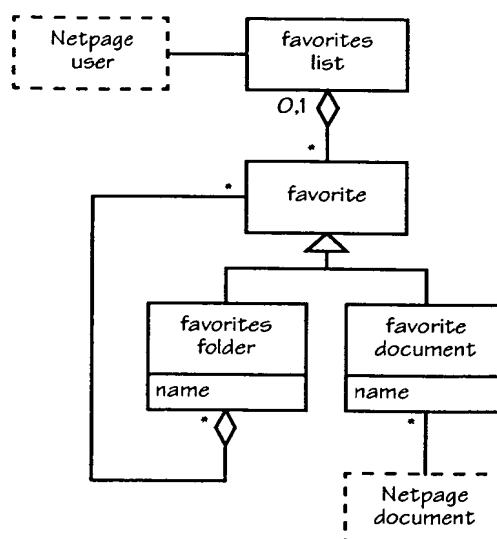 Netpage
user
favorites
list
0,1
*
*
favorite
favorites
folder
name
*
favorite
document
name
*
Netpage
document